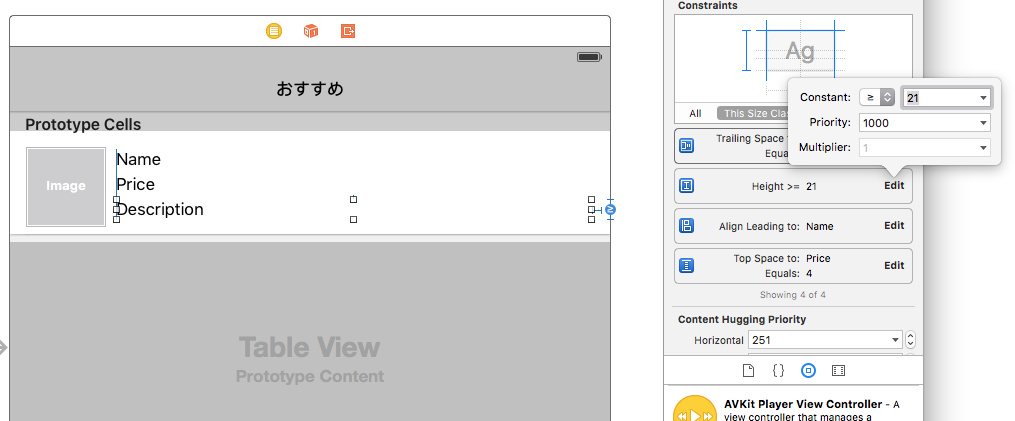 Constraints
Ag
おすすめ
Constant: ≥ 21
All This Size Clas
Prototype Cells
Priority: 1000
Trailing Space
Equa
Multiplier: 1
Name
Image
Price
Height >= 21 Edit
Description
≥
Align Leading to: Name Edit
Top Space to: Price
Equals: 4
Edit
Showing 4 of 4
Content Hugging Priority
Horizontal 251
Table View
Prototype Content
{ }
AVKit Player View Controller - A
view controller that manages a